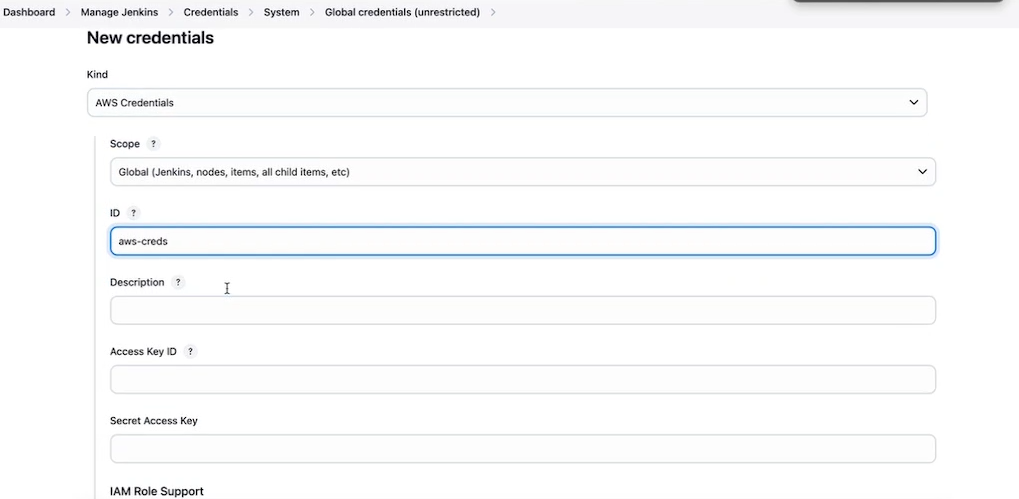 Dashboard > Manage Jenkins > Credentials > System > Global credentials (unrestricted) >
New credentials
Kind
AWS Credentials
Scope ?
Global (Jenkins, nodes, items, all child items, etc)
ID ?
aws-creds
Description ?
Access Key ID ?
Secret Access Key
IAM Role Support